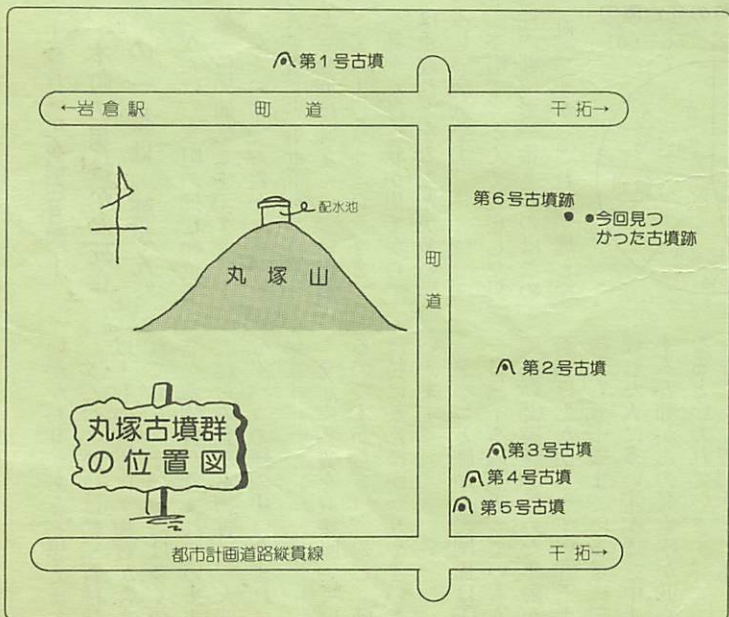 第1号古墳
←岩倉駅 町道 干拓→
第6号古墳跡
今回見つ
かった古墳跡
配水池
丸塚山
町道
第2号古墳
丸塚古墳群
の位置図
第3号古墳
第4号古墳
第5号古墳
都市計画道路縦貫線 干拓→